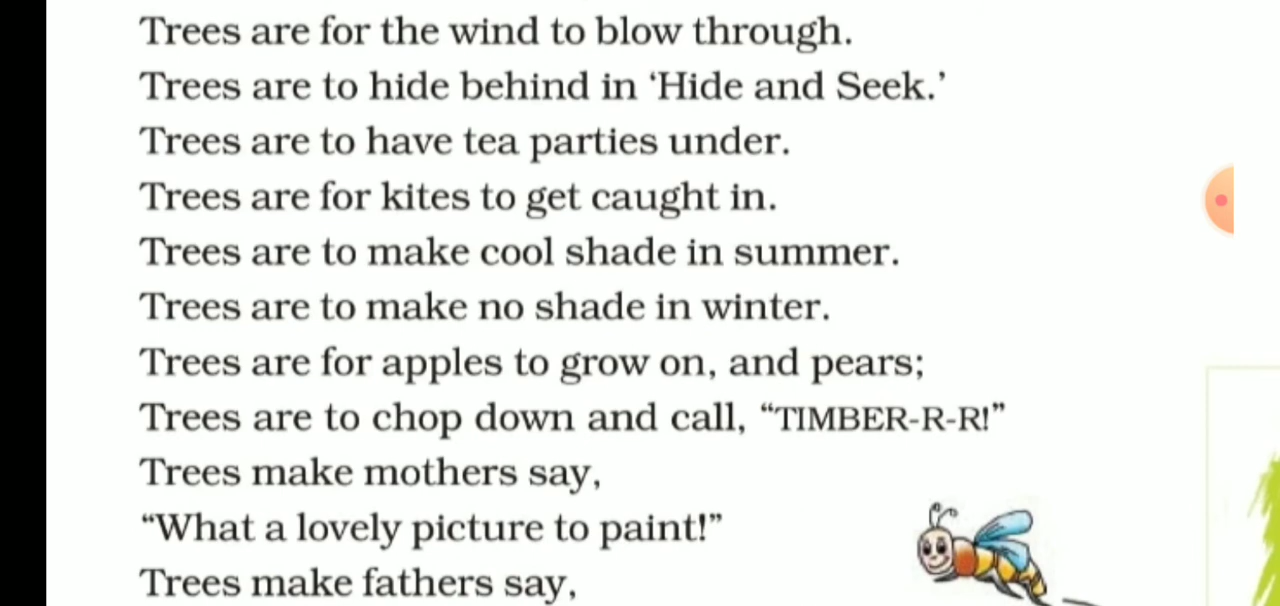 Trees are for the wind to blow through.
Trees are to hide behind in ‘Hide and Seek.’
Trees are to have tea parties under.
Trees are for kites to get caught in.
Trees are to make cool shade in summer.
Trees are to make no shade in winter.
Trees are for apples to grow on, and pears;
Trees are to chop down and call, “TIMBER-R-R!”
Trees make mothers say,
“What a lovely picture to paint!”
Trees make fathers say,